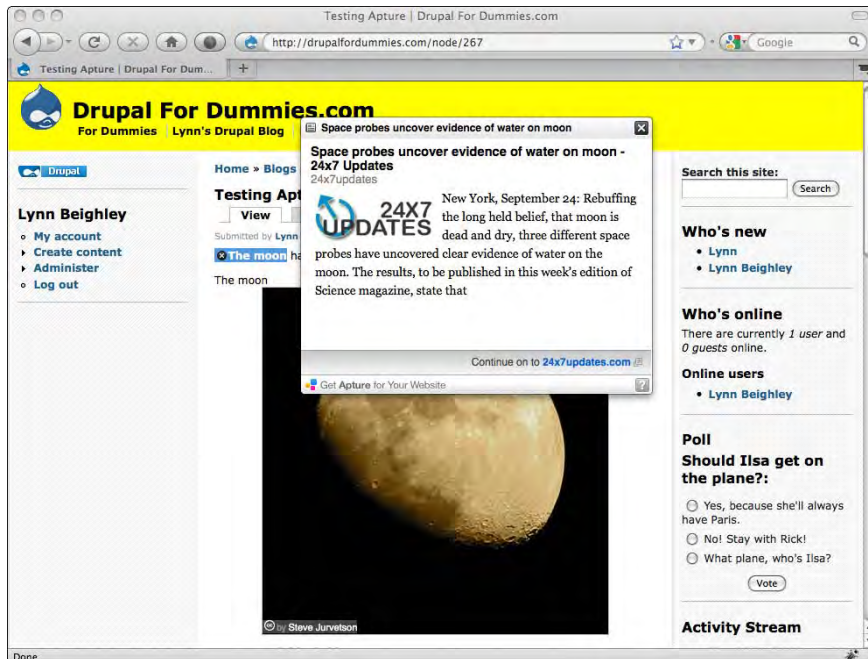 Testing Apture | Drupal For Dummies.com
http://drupalfordummies.com/node/267
Google
Testing Apture | Drupal For Dum...
+
Drupal For Dummies.com
For Dummies
Lynn's Drupal Blog
Drupal
Lynn Beighley
My account
Create content
Administer
Log out
Home » Blogs
Testing Apt
View
Submitted by Lynn
The moon ha
The moon
Space probes uncover evidence of water on moon
Space probes uncover evidence of water on moon -
24x7 Updates
24x7updates
24X7
UPDATES
New York, September 24: Rebuffing
the long held belief, that moon is
dead and dry, three different space
probes have uncovered clear evidence of water on the
moon. The results, to be published in this week's edition of
Science magazine, state that
Continue on to 24x7updates.com
Get Apture for Your Website
?
cc by Steve Jurvetson
Search this site:
Search
Who's new
Lynn
Lynn Beighley
Who's online
There are currently 1 user and
0 guests online.
Online users
Lynn Beighley
Poll
Should Ilsa get on
the plane?:
Yes, because she'll always
have Paris.
No! Stay with Rick!
What plane, who's Ilsa?
Vote
Activity Stream
Done